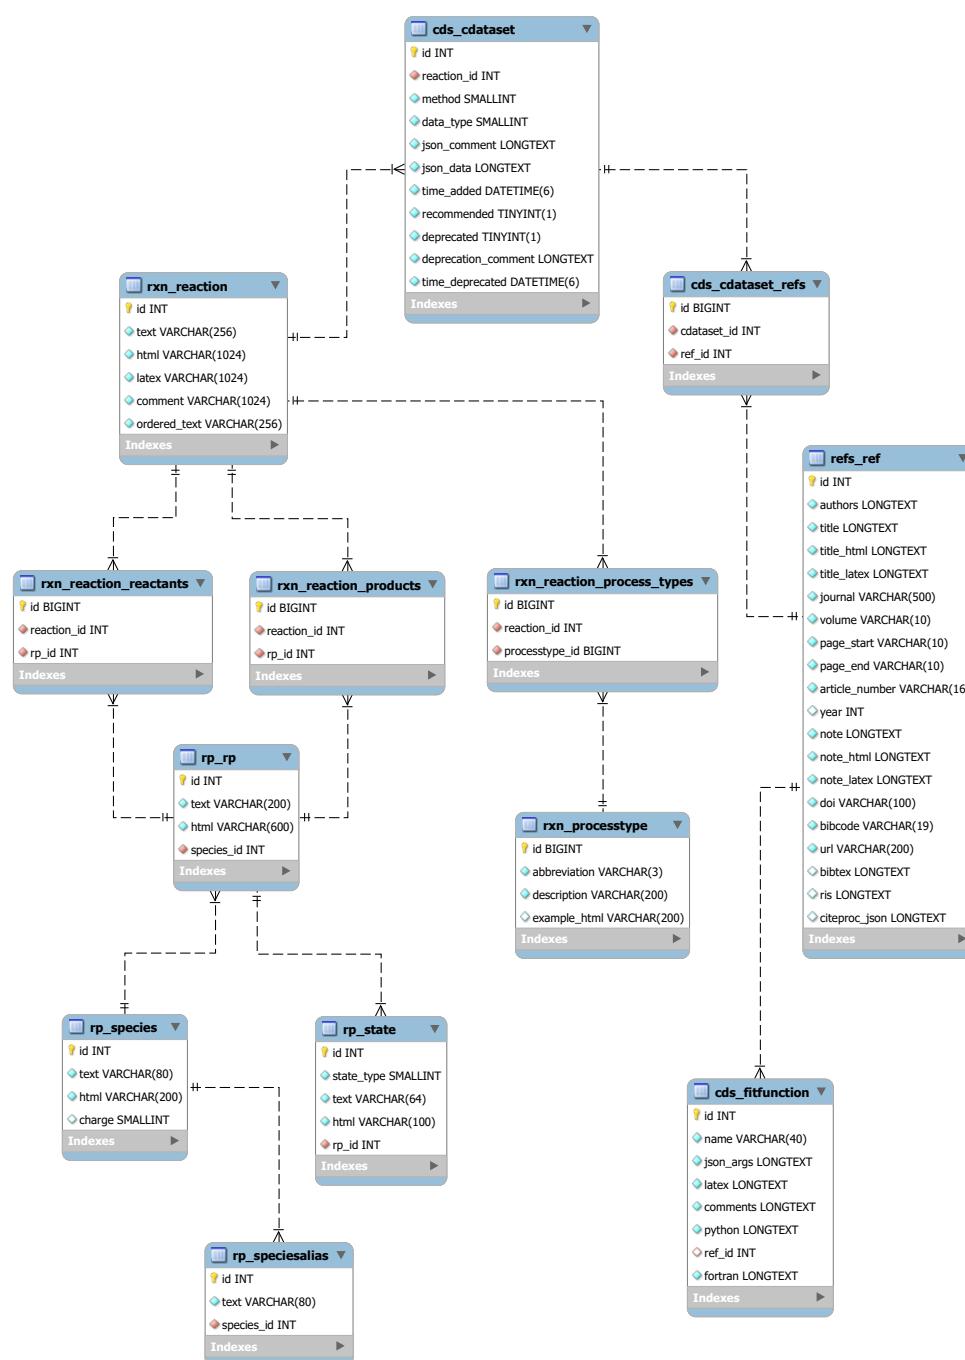 cds_cdataset
id INT
reaction_id INT
method SMALLINT
data_type SMALLINT
json_comment LONGTEXT
json_data LONGTEXT
time_added DATETIME(6)
recommended TINYINT(1)
deprecated TINYINT(1)
deprecation_comment LONGTEXT
time_deprecated DATETIME(6)
Indexes
rxn_reaction
id INT
text VARCHAR(256)
html VARCHAR(1024)
latex VARCHAR(1024)
comment VARCHAR(1024)
ordered_text VARCHAR(256)
Indexes
cds_cdataset_refs
id BIGINT
cdataset_id INT
ref_id INT
Indexes
refs_ref
id INT
authors LONGTEXT
title LONGTEXT
title_html LONGTEXT
title_latex LONGTEXT
journal VARCHAR(500)
volume VARCHAR(10)
page_start VARCHAR(10)
page_end VARCHAR(10)
article_number VARCHAR(16
year INT
note LONGTEXT
note_html LONGTEXT
note_latex LONGTEXT
doi VARCHAR(100)
bibcode VARCHAR(19)
url VARCHAR(200)
bibtex LONGTEXT
ris LONGTEXT
citeproc_json LONGTEXT
Indexes
rxn_reaction_reactants
id BIGINT
reaction_id INT
rp_id INT
Indexes
rxn_reaction_products
id BIGINT
reaction_id INT
rp_id INT
Indexes
rxn_reaction_process_types
id BIGINT
reaction_id INT
processtype_id BIGINT
Indexes
rp_rp
id INT
text VARCHAR(200)
html VARCHAR(600)
species_id INT
Indexes
rxn_processtype
id BIGINT
abbreviation VARCHAR(3)
description VARCHAR(200)
example_html VARCHAR(200)
Indexes
rp_species
id INT
text VARCHAR(80)
html VARCHAR(200)
charge SMALLINT
Indexes
rp_state
id INT
state_type SMALLINT
text VARCHAR(64)
html VARCHAR(100)
rp_id INT
Indexes
cds_fitfunction
id INT
name VARCHAR(40)
json_args LONGTEXT
latex LONGTEXT
comments LONGTEXT
python LONGTEXT
ref_id INT
fortran LONGTEXT
Indexes
rp_speciesalias
id INT
text VARCHAR(80)
species_id INT
Indexes